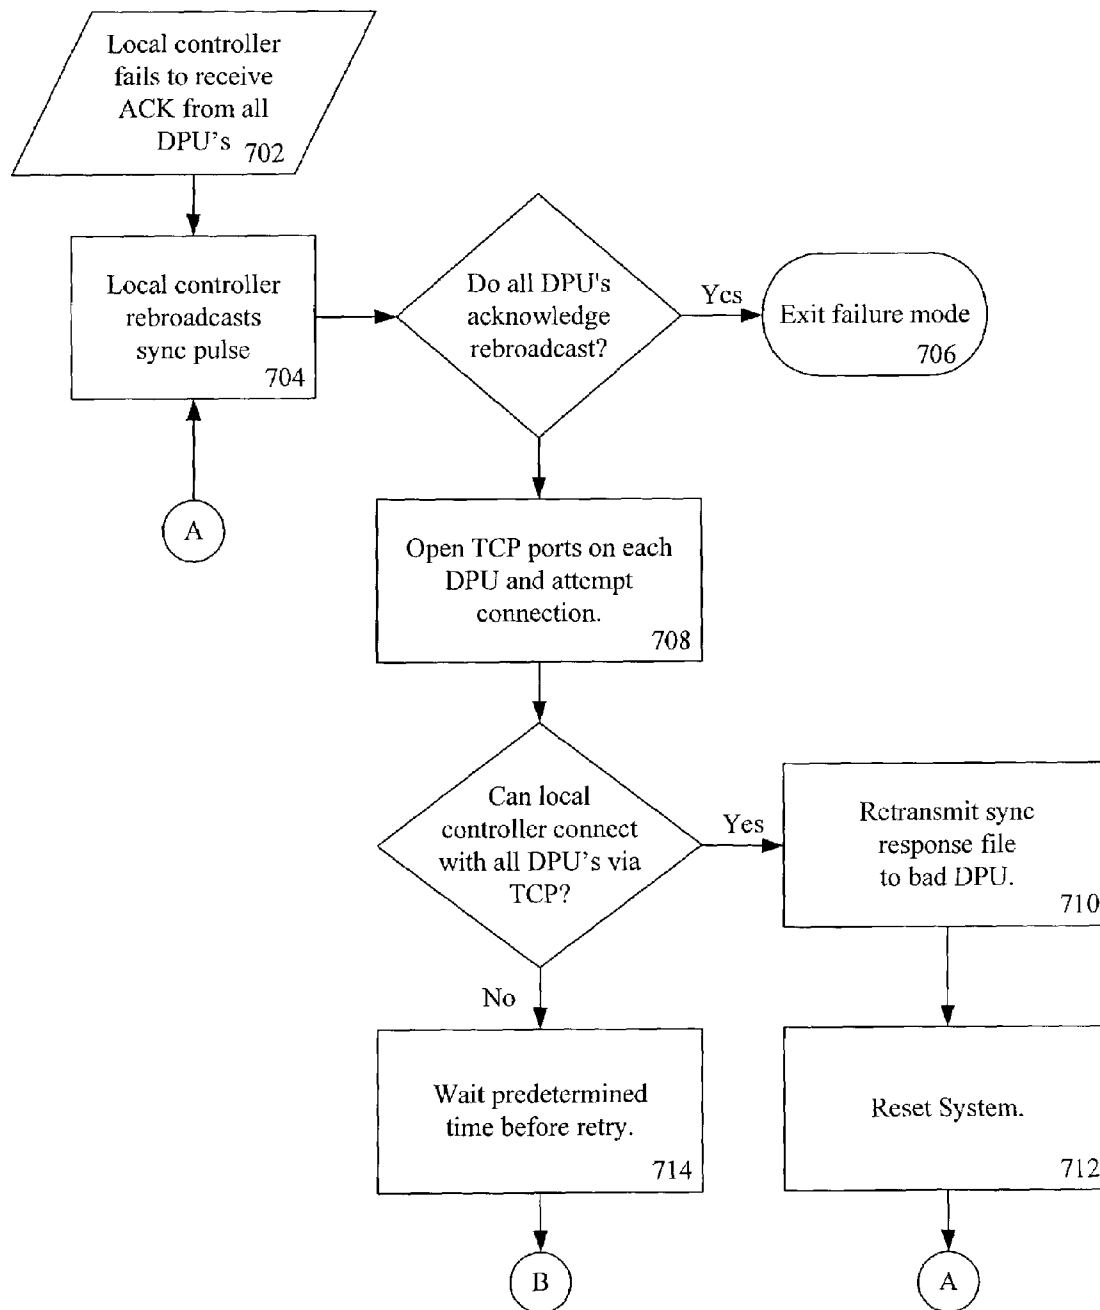 Local controller
fails to receive
ACK from all
DPU's
702
Local controller
rebroadcasts
sync pulse
704
Do all DPU's
acknowledge
rebroadcast?
Yes
Exit failure mode
706
A
Open TCP ports on each
DPU and attempt
connection.
708
Can local
controller connect
with all DPU's via
TCP?
Yes
Retransmit sync
response file
to bad DPU.
710
No
Wait predetermined
time before retry.
714
Reset System.
712
B
A